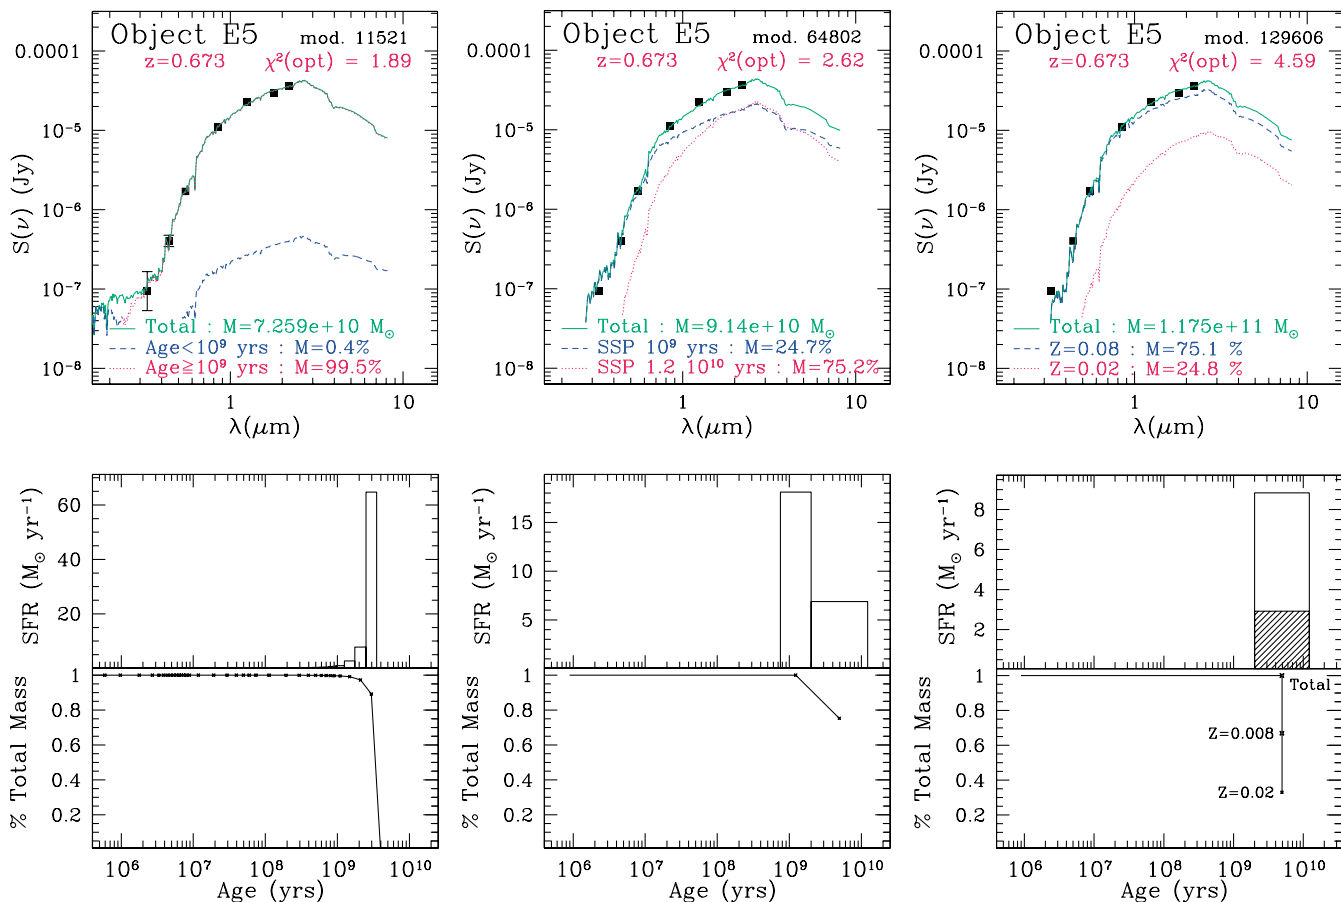 Object E5 mod. 11521
z=0.673 χ²(opt) = 1.89
0.0001
10⁻⁵
10⁻⁶
10⁻⁷
10⁻⁸
S(ν) (Jy)
Total : M=7.259e+10 M⊙
Age<10⁹ yrs : M=0.4%
Age≧10⁹ yrs : M=99.5%
1 10
λ(μm)
Object E5 mod. 64802
z=0.673 χ²(opt) = 2.62
0.0001
10⁻⁵
10⁻⁶
10⁻⁷
10⁻⁸
S(ν) (Jy)
Total : M=9.14e+10 M⊙
SSP 10⁹ yr : M=24.7%
SSP 1.2 10¹⁰ yrs : M=75.2%
1 10
λ(μm)
Object E5 mod. 129606
z=0.673 χ²(opt) = 4.59
0.0001
10⁻⁵
10⁻⁶
10⁻⁷
10⁻⁸
S(ν) (Jy)
Total : M=1.175e+11 M⊙
Z=0.08 : M=75.1 %
Z=0.02 : M=24.8 %
1 10
λ(μm)
SFR (M⊙ yr⁻¹)
60
40
20
% Total Mass
1
0.8
0.6
0.4
0.2
10⁶ 10⁷ 10⁸ 10⁹ 10¹⁰
Age (yrs)
SFR (M⊙ yr⁻¹)
15
10
5
% Total Mass
1
0.8
0.6
0.4
0.2
10⁶ 10⁷ 10⁸ 10⁹ 10¹⁰
Age (yrs)
SFR (M⊙ yr⁻¹)
8
6
4
2
% Total Mass
1
0.8
0.6
0.4
0.2
Total
Z=0.008
Z=0.02
10⁶ 10⁷ 10⁸ 10⁹ 10¹⁰
Age (yrs)